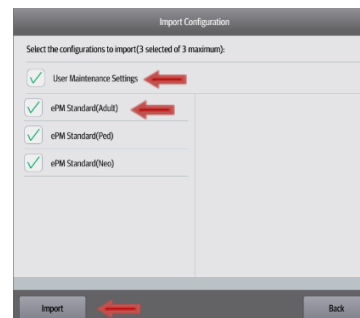 Import Configuration
Select the configurations to import(3 selected of 3 maximum):
User Maintenance Settings
ePM Standard(Adult)
ePM Standard(Ped)
ePM Standard(Neo)
Import
Back